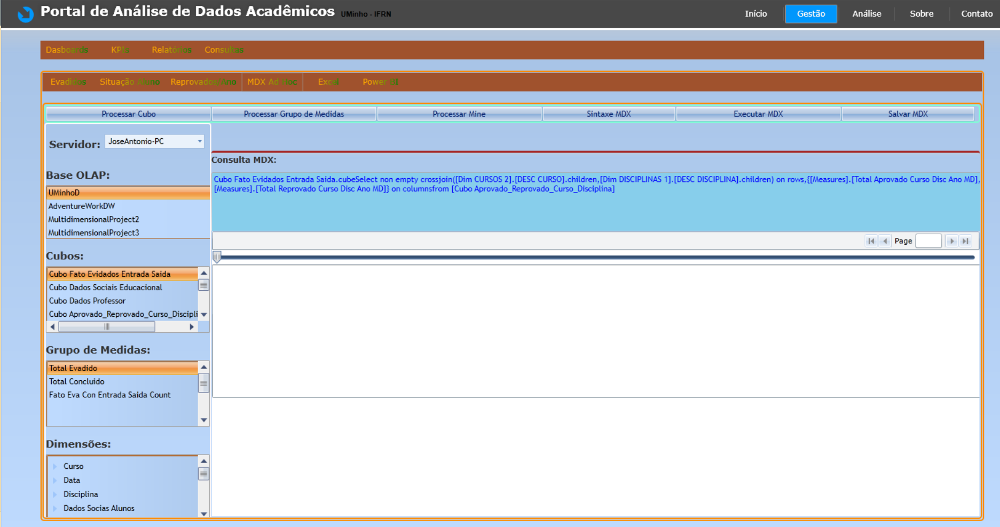 Portal de Análise de Dados Acadêmicos UMinho - IFRN
Início Gestão Análise Sobre Contato
Dasboards KPIs Relatórios Consultas
Evadidos Situação Aluno Reprovados/Ano MDX Ad Hoc Excel Power BI
Processar Cubo Processar Grupo de Medidas Processar Mine Sintaxe MDX Executar MDX Salvar MDX
Servidor: JoseAntonio-PC
Base OLAP:
UMinhoD
AdventureWorkDW
MultidimensionalProject2
MultidimensionalProject3
Cubos:
Cubo Fato Evidados Entrada Saida
Cubo Dados Sociais Educacional
Cubo Dados Professor
Cubo Aprovado_Reprovado_Curso_Discipli
Grupo de Medidas:
Total Evadido
Total Concluido
Fato Eva Con Entrada Saida Count
Dimensões:
Curso
Data
Disciplina
Dados Socias Alunos
Consulta MDX:
Cubo Fato Evidados Entrada Saida.cubeSelect non empty crossjoin([Dim CURSOS 2].[DESC CURSO].children,[Dim DISCIPLINAS 1].[DESC DISCIPLINA].children) on rows,{[Measures].[Total Aprovado Curso Disc Ano MD],
[Measures].[Total Reprovado Curso Disc Ano MD]} on columnsfrom [Cubo Aprovado_Reprovado_Curso_Disciplina]
Page